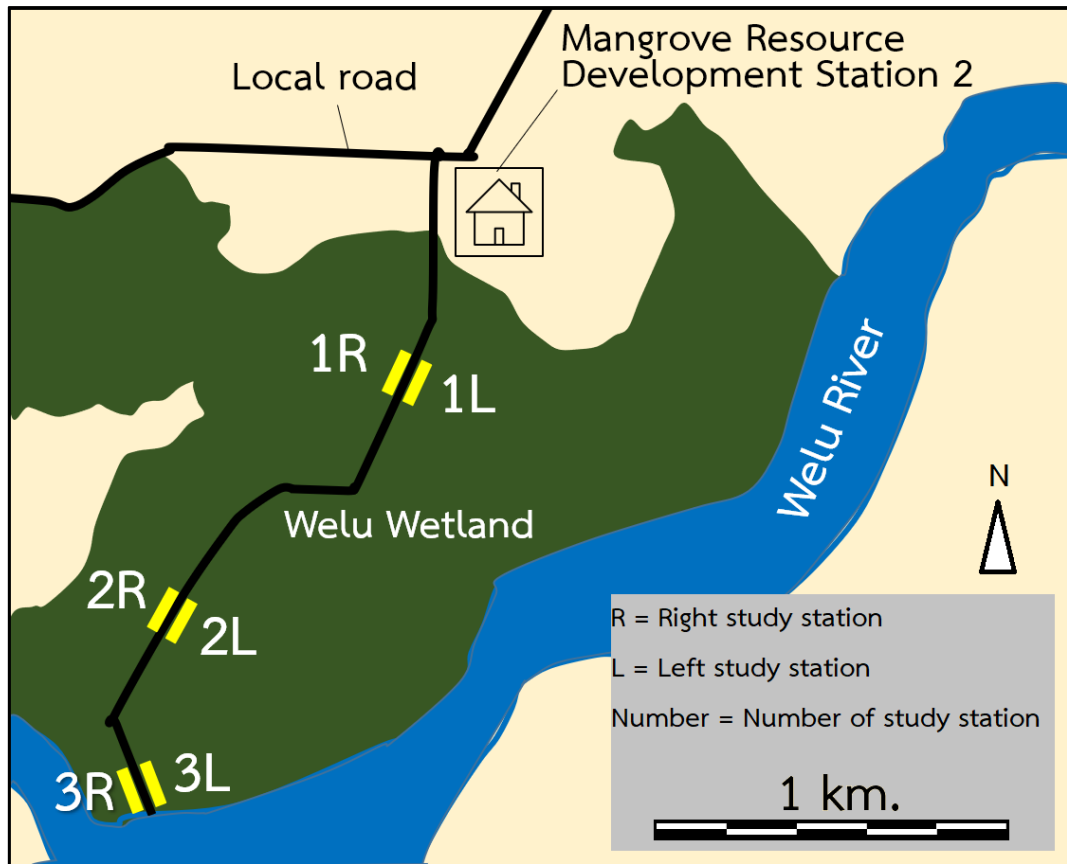 Mangrove Resource
Development Station 2
Local road
1R
1L
Welu River
N
Welu Wetland
2R
2L
R = Right study station
L = Left study station
Number = Number of study station
3R
3L
1 km.